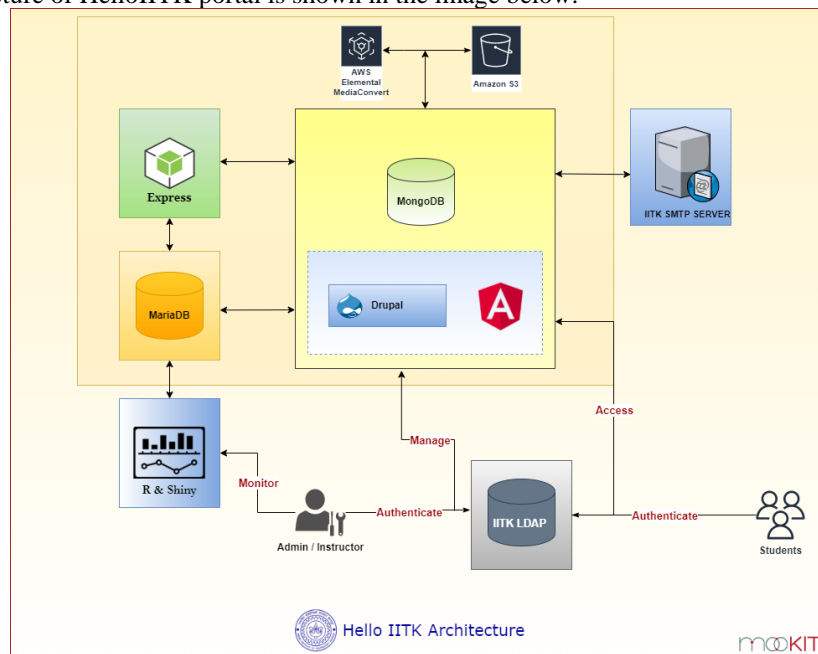 AWS
Elemental
MediaConvert
Amazon S3
Express
MongoDB
IITK SMTP SERVER
MariaDB
Drupal
R & Shiny
Manage
Access
Monitor
Authenticate
IITK LDAP
Authenticate
Admin / Instructor
Students
Hello IITK Architecture
mooKIT